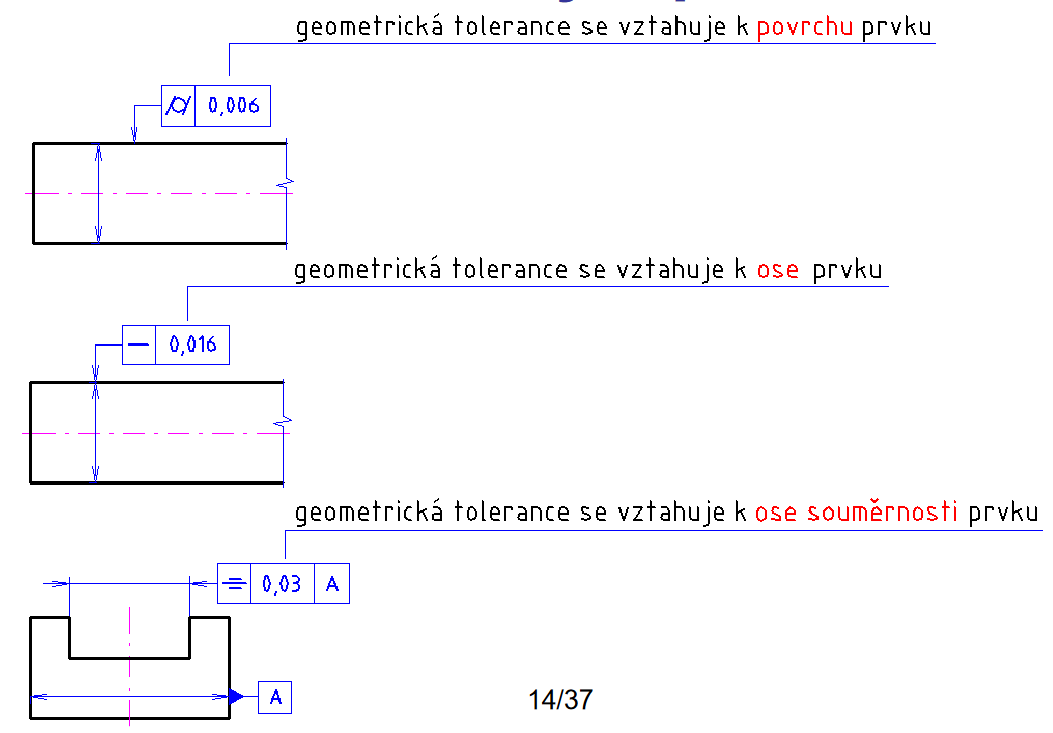 geometrická tolerance se vztahuje k povrchu prvku
0,006
geometrická tolerance se vztahuje k ose prvku
0,016
geometrická tolerance se vztahuje k ose souměrnosti prvku
0,03 A
A
14/37